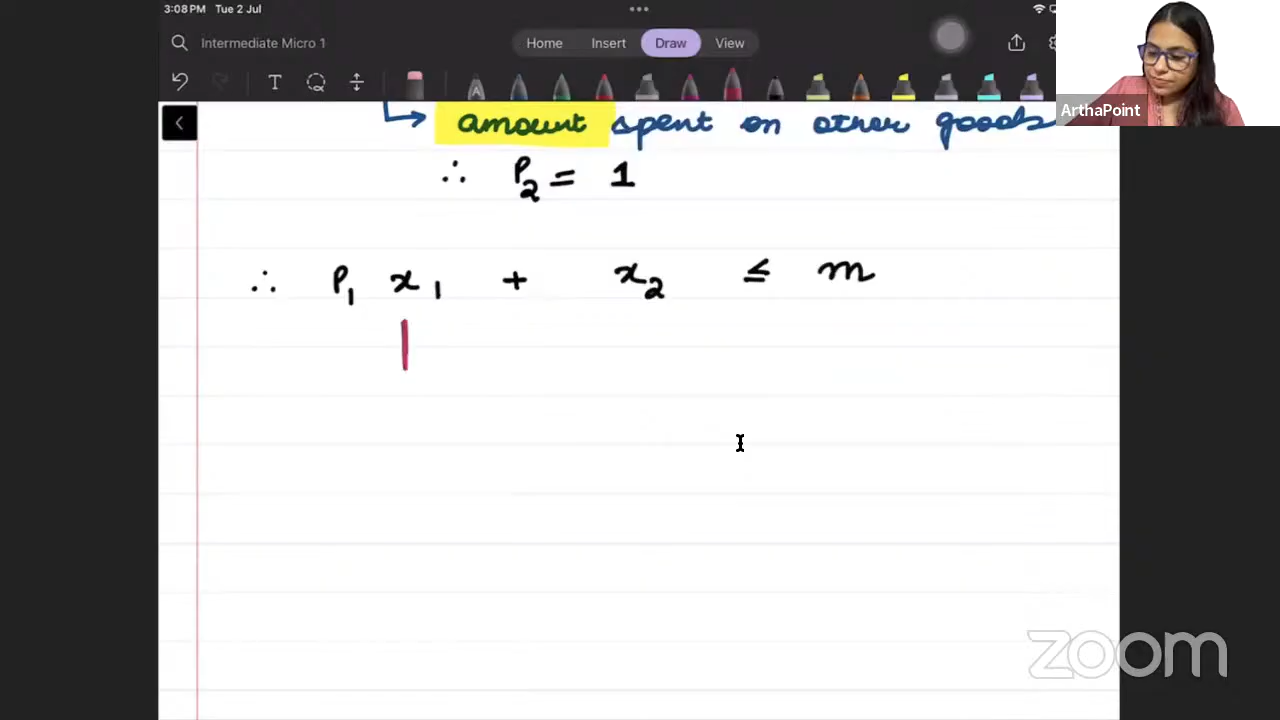 3:08 PM Tue 2 Jul
Intermediate Micro 1
Home Insert Draw View
ArthaPoint
amount spent on other goods
∴ P₂ = 1
∴ P₁ x₁ + x₂ ≤ m
zoom